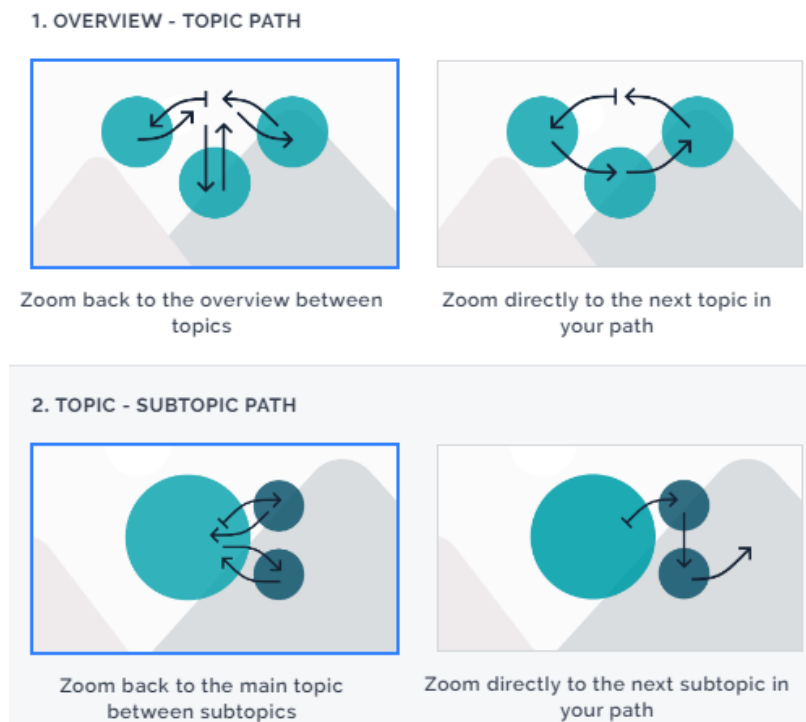 1. OVERVIEW - TOPIC PATH
Zoom back to the overview between
topics
Zoom directly to the next topic in
your path
2. TOPIC - SUBTOPIC PATH
Zoom back to the main topic
between subtopics
Zoom directly to the next subtopic in
your path